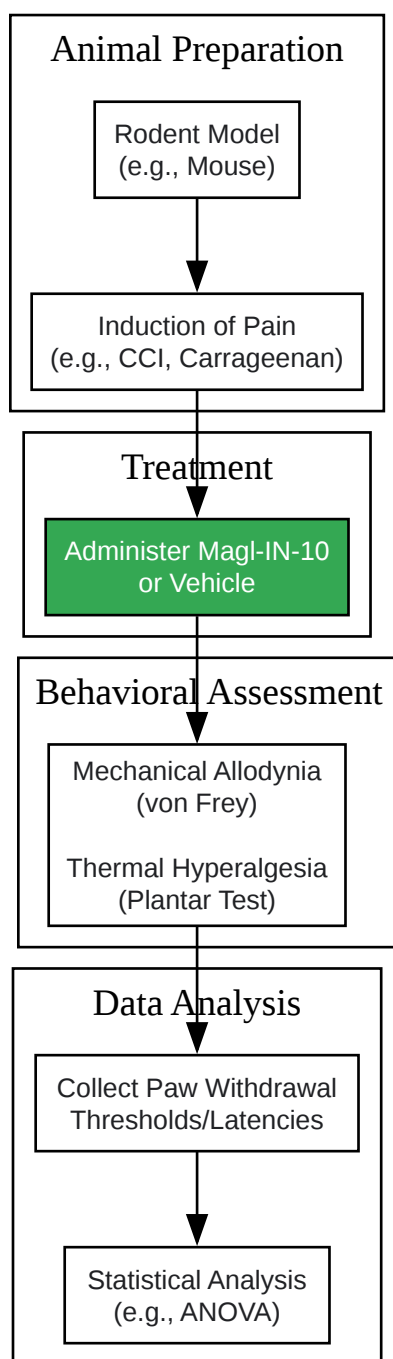 Animal Preparation
Rodent Model
(e.g., Mouse)
Induction of Pain
(e.g., CCI, Carrageenan)
Treatment
Administer Magl-IN-10
or Vehicle
Behavioral Assessment
Mechanical Allodynia
(von Frey)
Thermal Hyperalgesia
(Plantar Test)
Data Analysis
Collect Paw Withdrawal
Thresholds/Latencies
Statistical Analysis
(e.g., ANOVA)